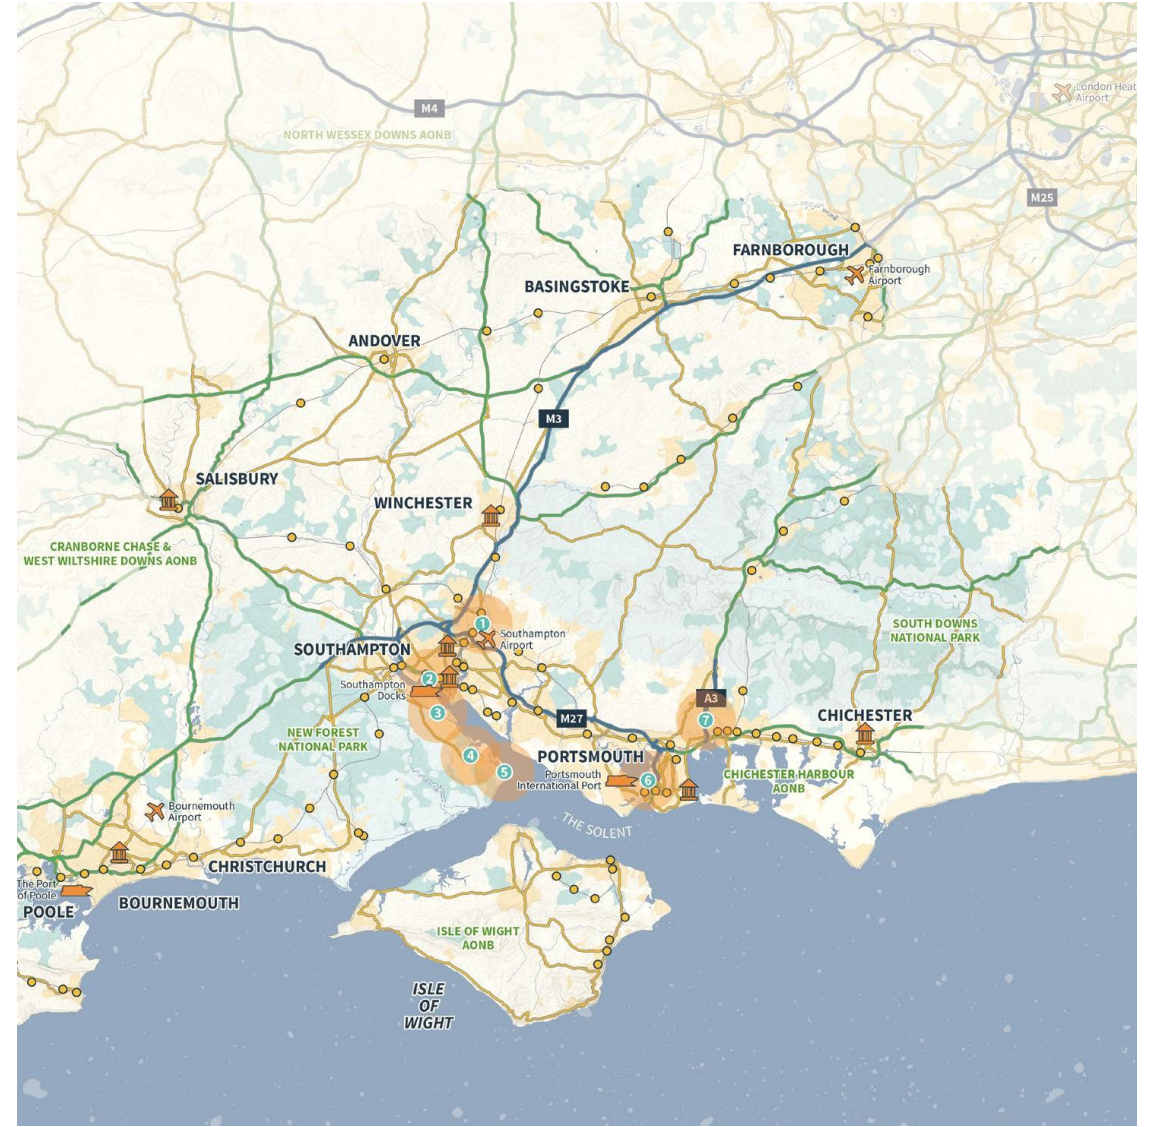 London Heat
Airport
M4
NORTH WESSEX DOWNS AONB
M25
FARNBOROUGH
Farnborough
Airport
BASINGSTOKE
ANDOVER
M3
SALISBURY
WINCHESTER
CRANBORNE CHASE &
WEST WILTSHIRE DOWNS AONB
1
SOUTH DOWNS
NATIONAL PARK
Southampton
Airport
SOUTHAMPTON
2
Southampton
Docks
A3
3
M27
7
CHICHESTER
NEW FOREST
NATIONAL PARK
4
PORTSMOUTH
5
Portsmouth
International Port
6
CHICHESTER HARBOUR
AONB
Bournemouth
Airport
THE SOLENT
CHRISTCHURCH
The Port
of Poole
POOLE
BOURNEMOUTH
ISLE OF WIGHT
AONB
ISLE
OF
WIGHT